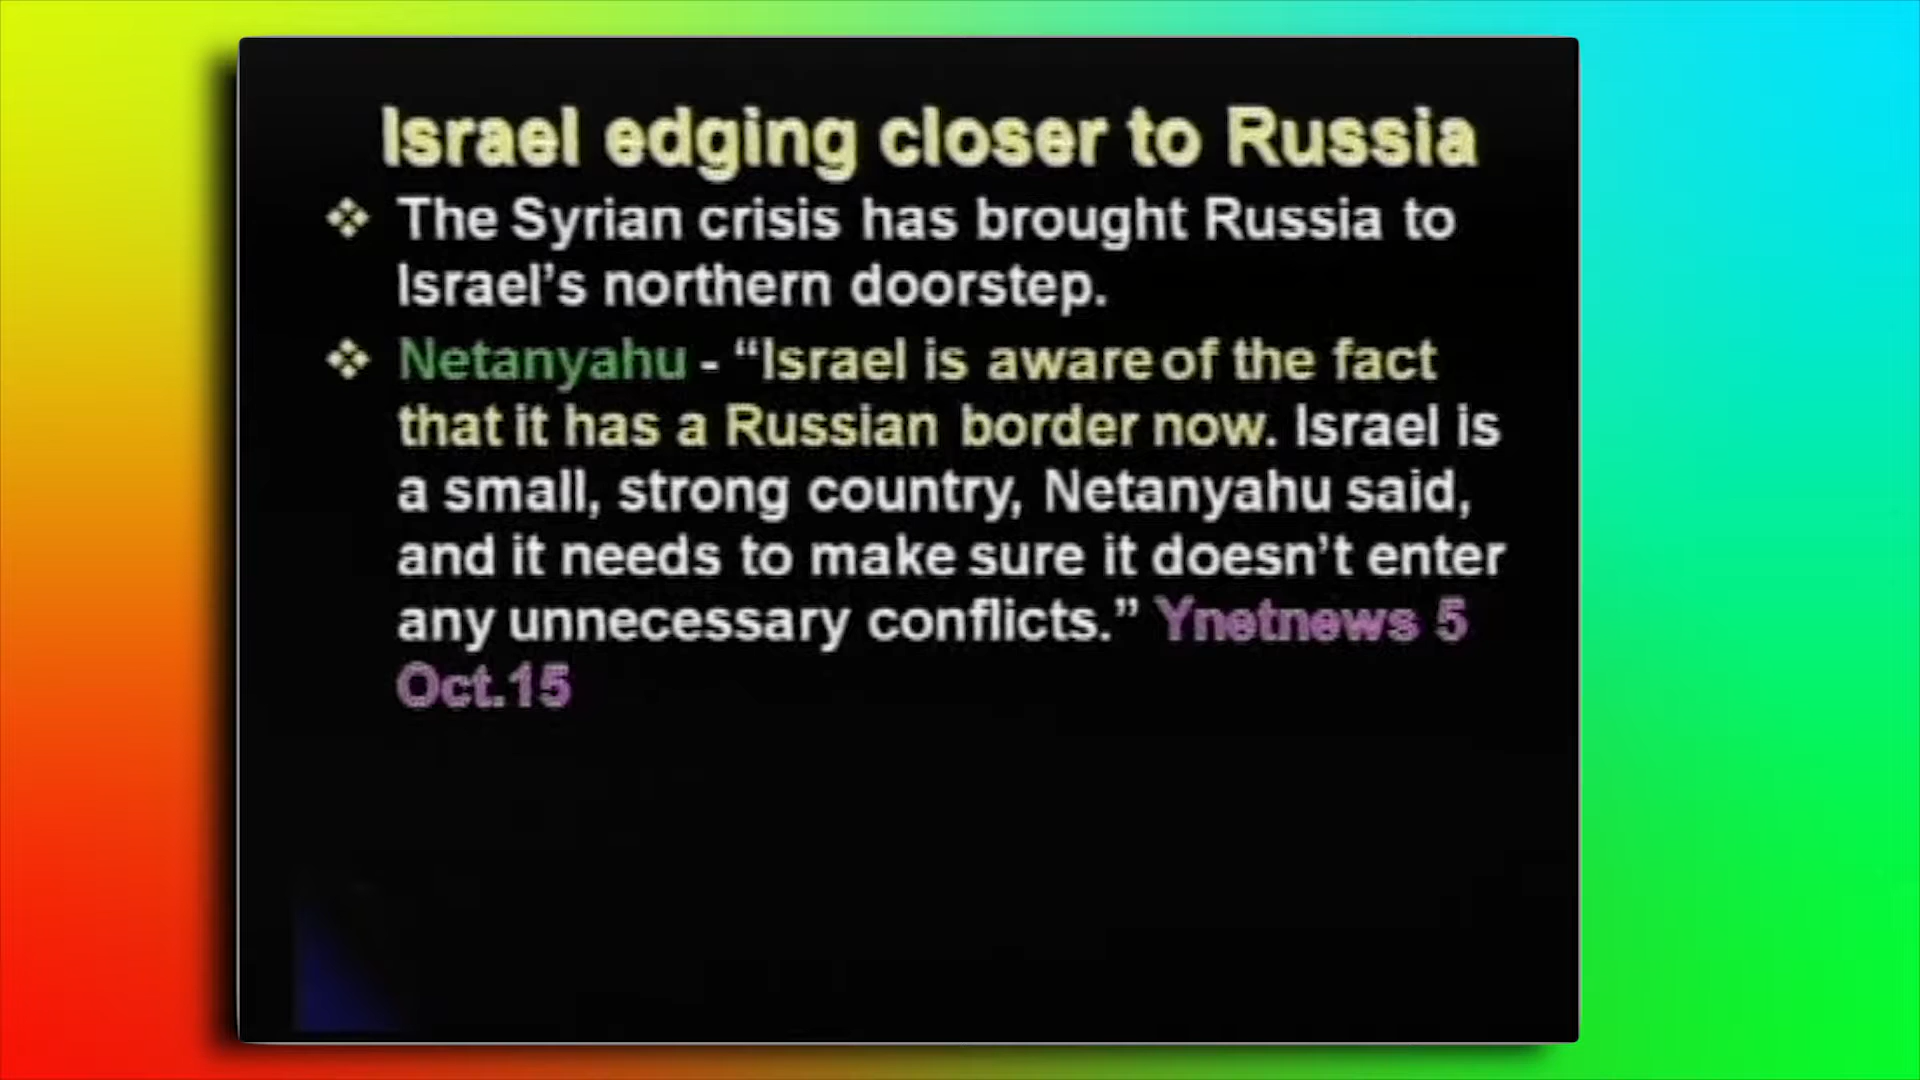 Israel edging closer to Russia
❖ The Syrian crisis has brought Russia to
Israel’s northern doorstep.
❖ Netanyahu - “Israel is aware of the fact
that it has a Russian border now. Israel is
a small, strong country, Netanyahu said,
and it needs to make sure it doesn’t enter
any unnecessary conflicts.” Ynetnews 5
Oct.15